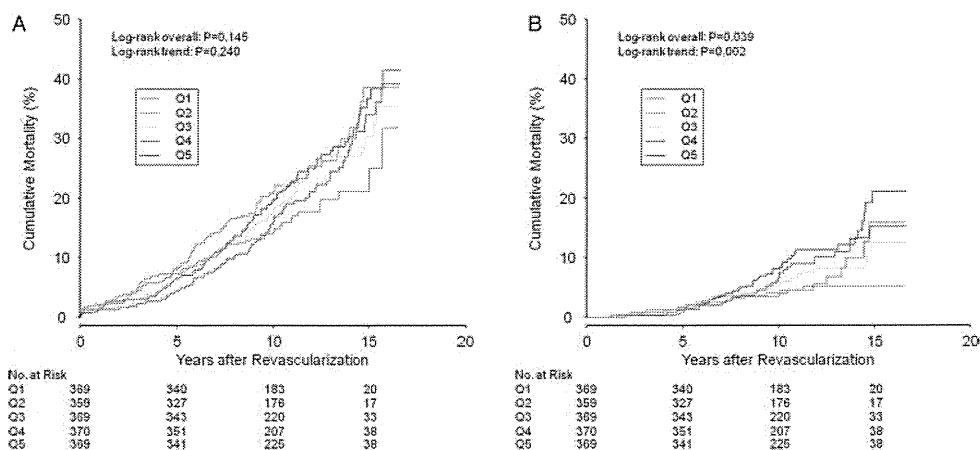 A
Log-rank overall: P=0.145
Log-rank trend: P=0.240
Q1
Q2
Q3
Q4
Q5
Cumulative Mortality (%)
50
40
30
20
10
0
0 5 10 15 20
Years after Revascularization
No. at Risk
Q1 369 340 183 20
Q2 359 327 176 17
Q3 369 343 220 33
Q4 370 351 207 38
Q5 369 341 225 38
B
Log-rank overall: P=0.039
Log-rank trend: P=0.002
Q1
Q2
Q3
Q4
Q5
Cumulative Mortality (%)
50
40
30
20
10
0
0 5 10 15 20
Years after Revascularization
No. at Risk
Q1 369 340 183 20
Q2 359 327 176 17
Q3 369 343 220 33
Q4 370 351 207 38
Q5 369 341 225 38